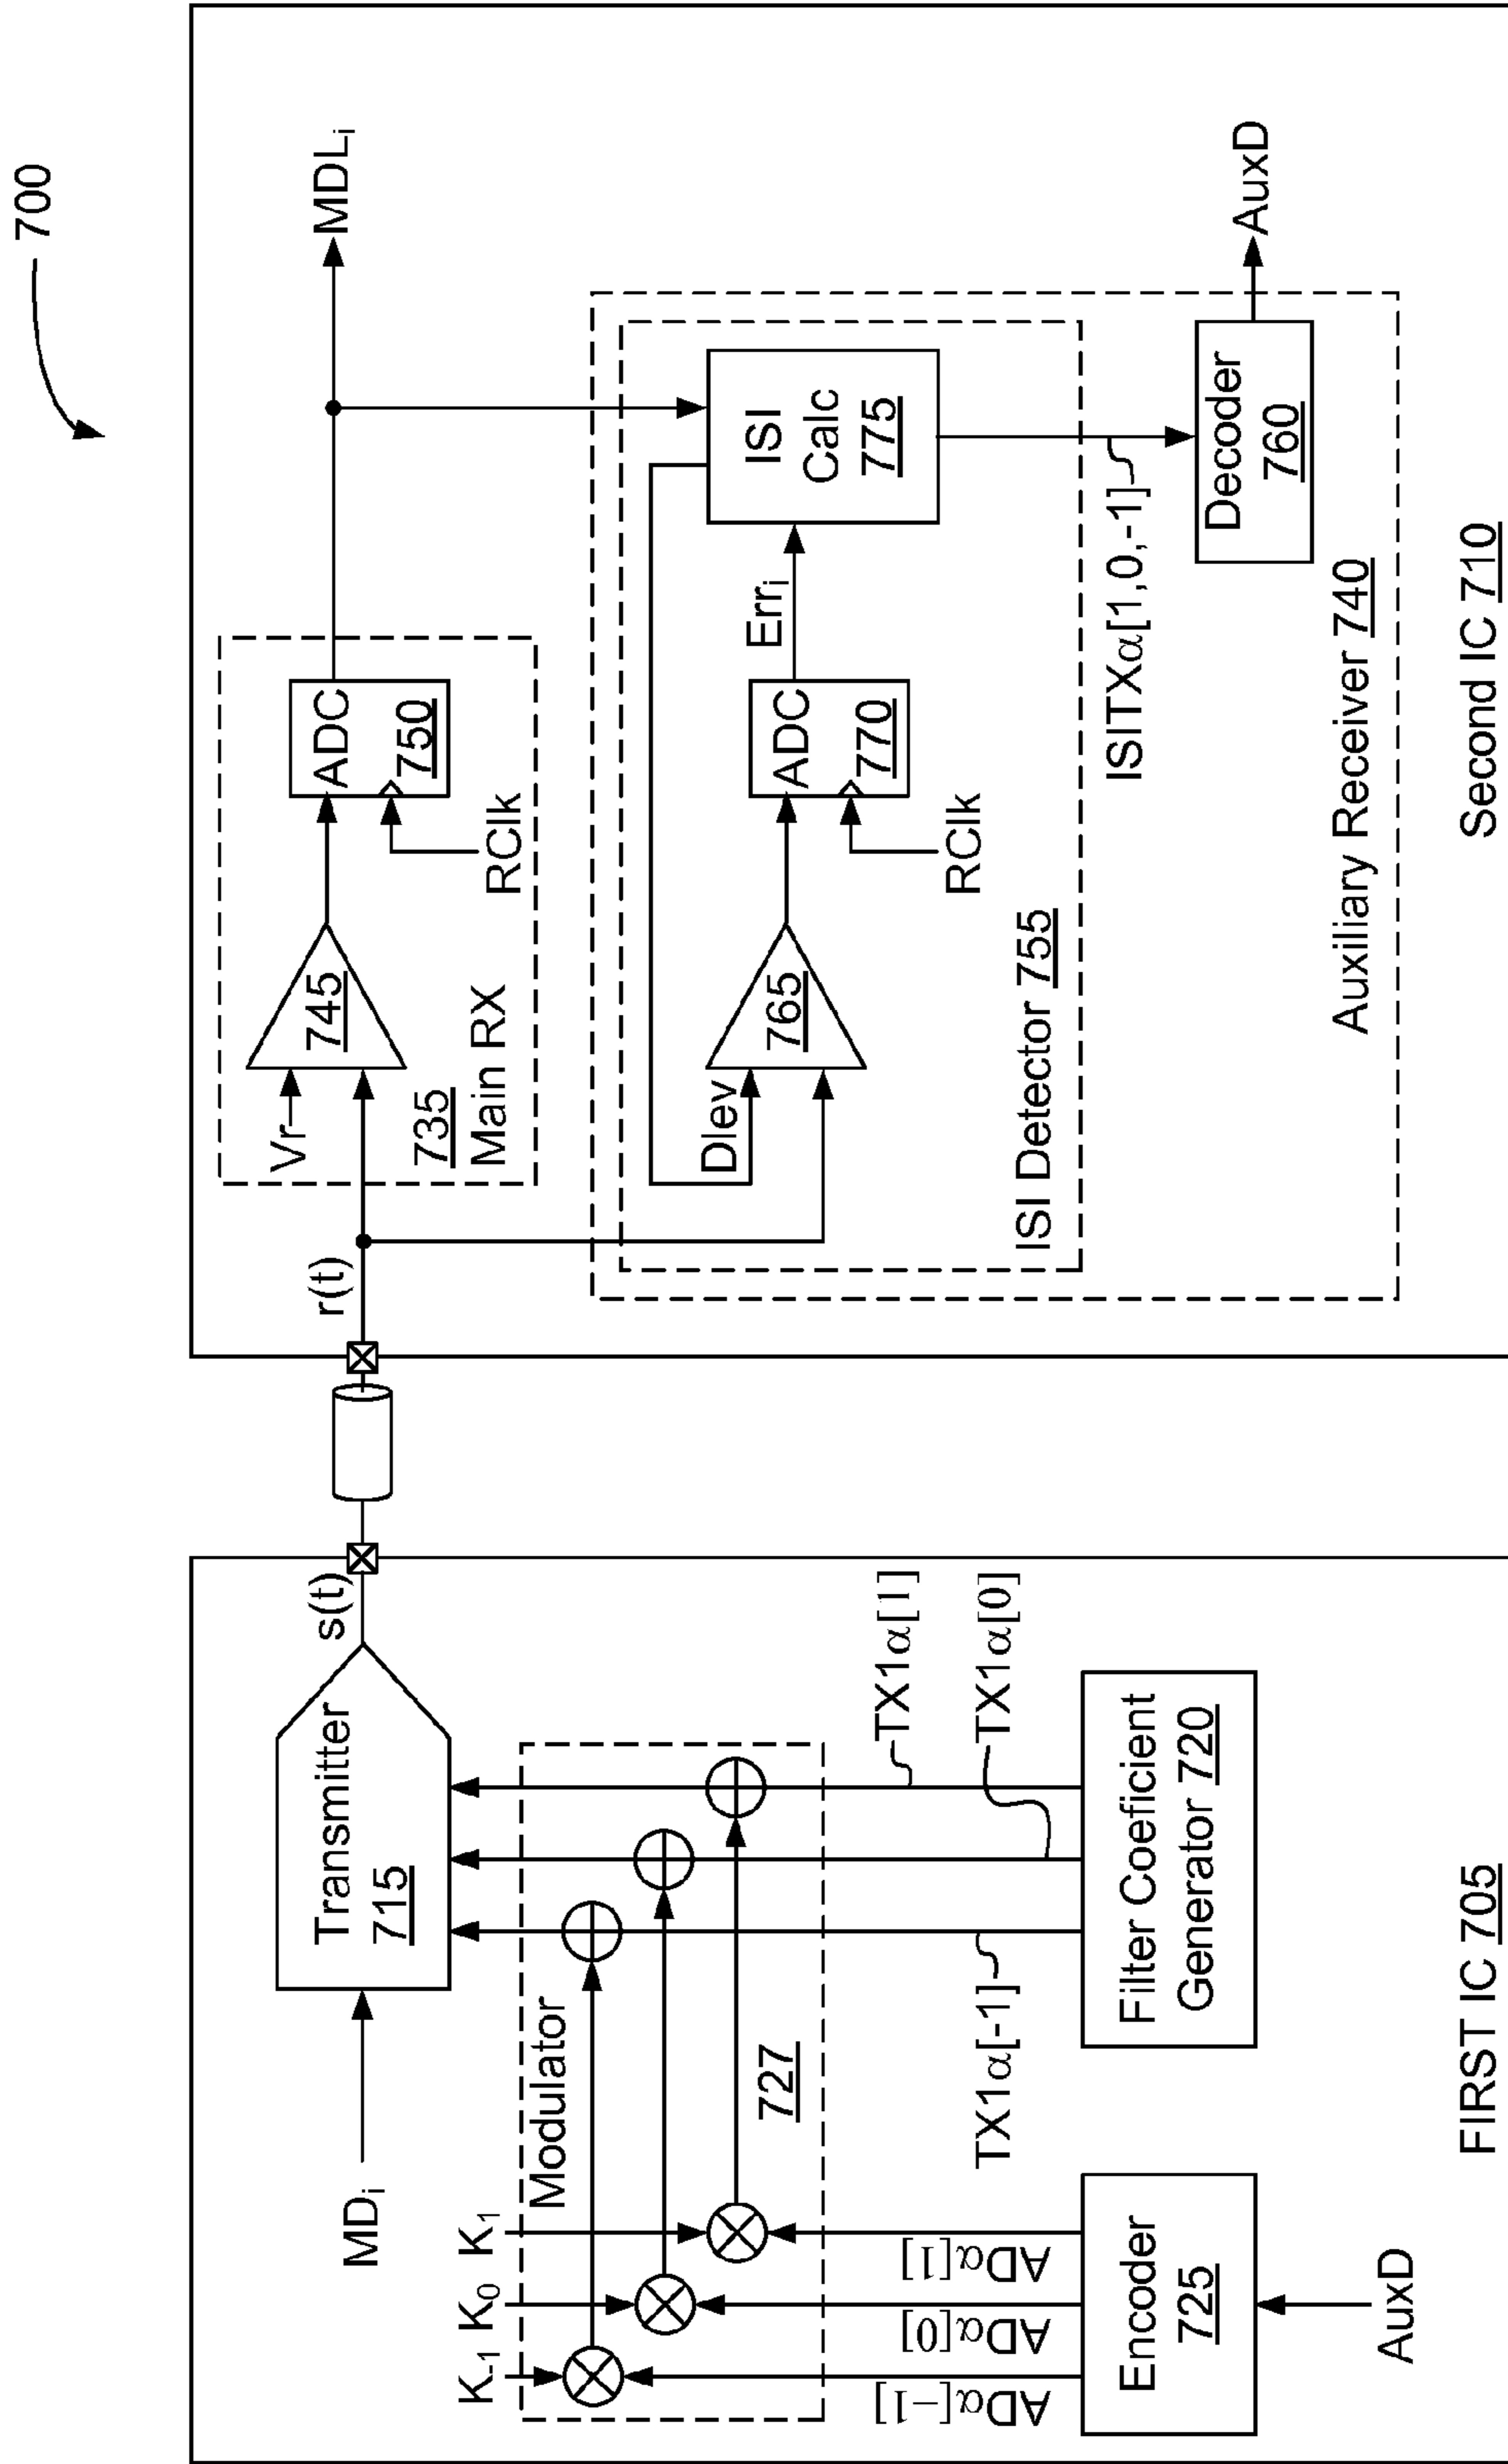 700
MDᵢ
Transmitter
715
s(t)
K₋₁ K₀ K₁
Modulator
727
ADα[-1]
ADα[0]
ADα[1]
TX1α[-1]
TX1α[1]
TX1α[0]
Encoder
725
AuxD
Filter Coeficient
Generator 720
FIRST IC 705
r(t)
Vr
745
ADC
750
RClk
735
Main RX
MDLᵢ
Dlev
765
ADC
770
RClk
Errᵢ
ISI
Calc
775
ISI Detector 755
ISITXα[1,0,-1]
Decoder
760
AuxD
Auxiliary Receiver 740
Second IC 710